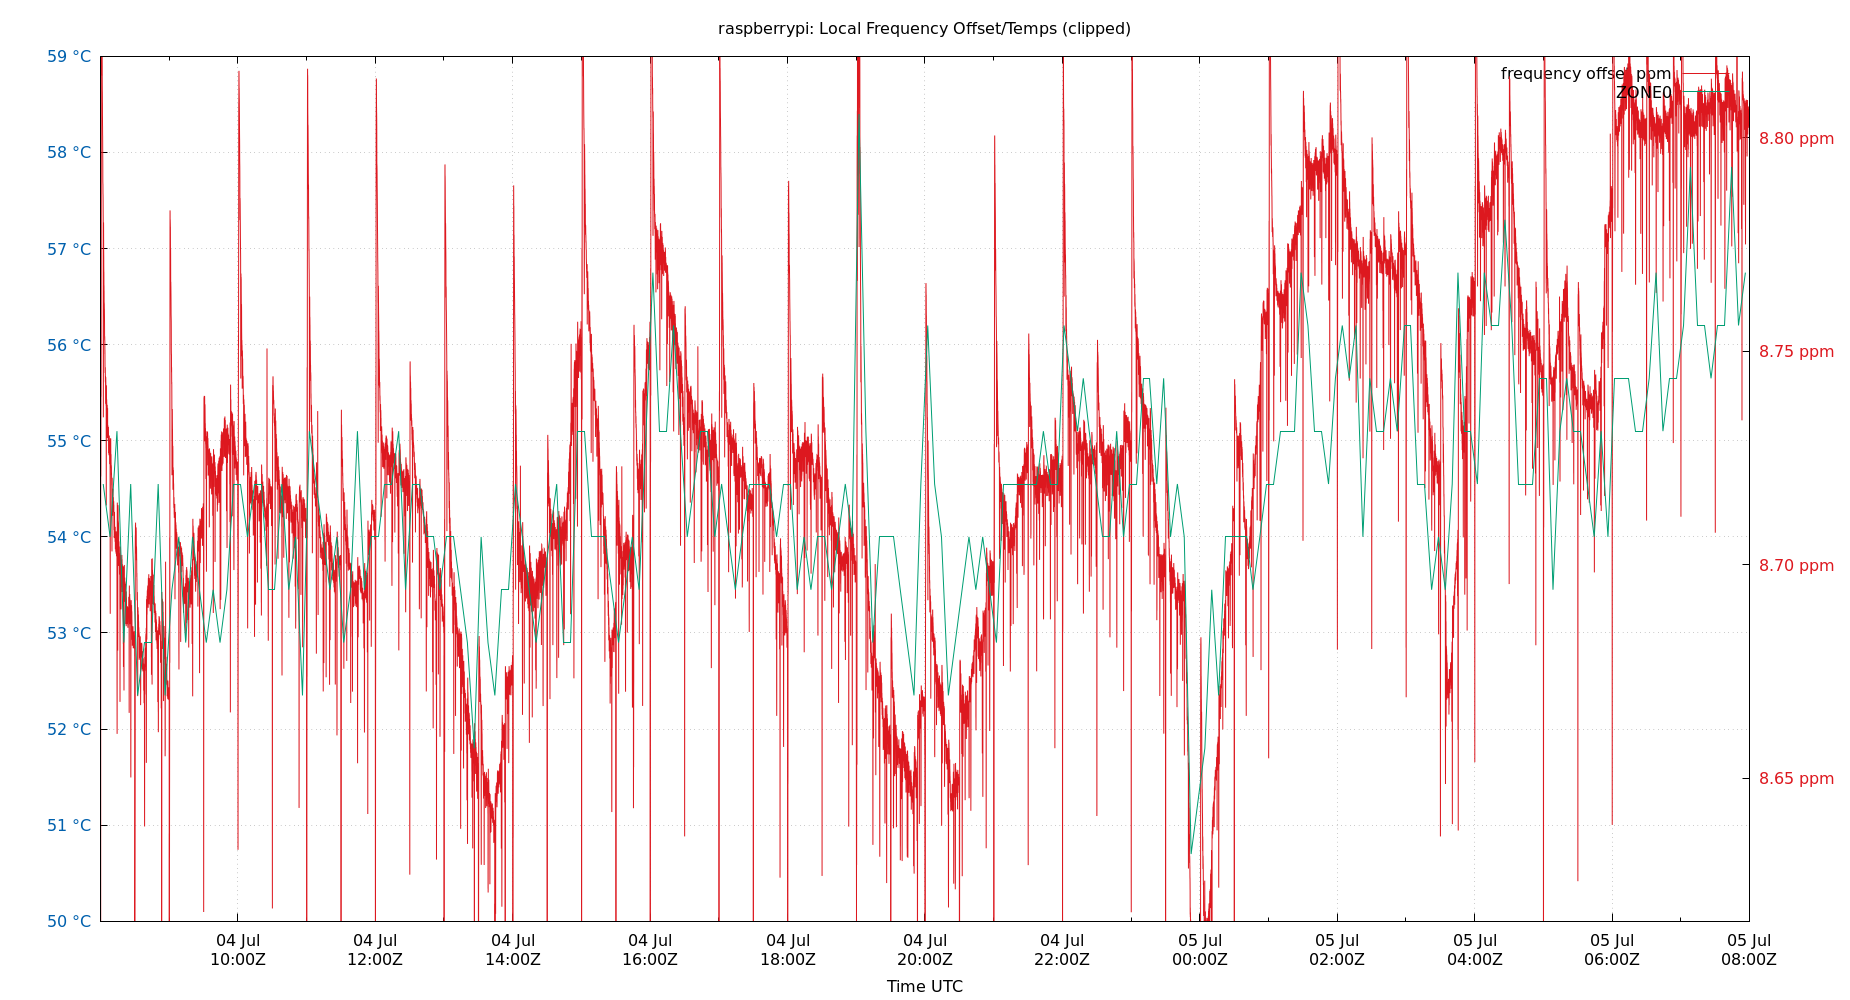 raspberrypi: Local Frequency Offset/Temps (clipped)
59 °C
58 °C
57 °C
56 °C
55 °C
54 °C
53 °C
52 °C
51 °C
50 °C
frequency offset ppm
ZONE0
8.80 ppm
8.75 ppm
8.70 ppm
8.65 ppm
04 Jul 04 Jul 04 Jul 04 Jul 04 Jul 04 Jul 04 Jul 05 Jul 05 Jul 05 Jul 05 Jul 05 Jul
10:00Z 12:00Z 14:00Z 16:00Z 18:00Z 20:00Z 22:00Z 00:00Z 02:00Z 04:00Z 06:00Z 08:00Z
Time UTC